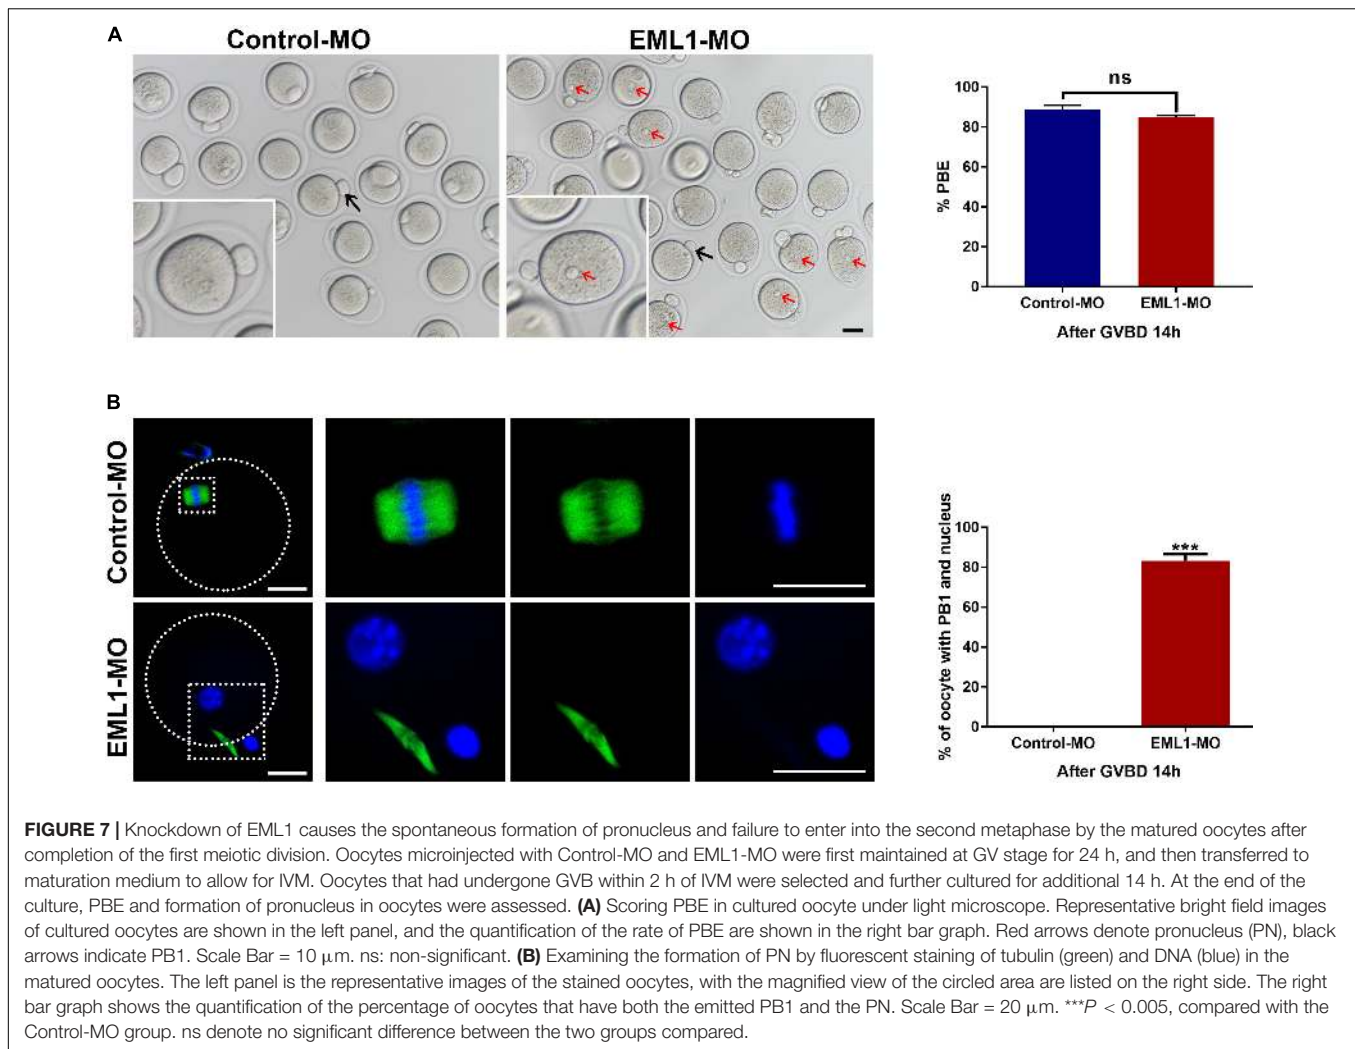 A
Control-MO
EML1-MO
% PBE
100
80
60
40
20
0
ns
Control-MO
EML1-MO
After GVBD 14h
B
Control-MO
EML1-MO
% of oocyte with PB1 and nucleus
100
80
60
40
20
0
***
Control-MO
EML1-MO
After GVBD 14h
FIGURE 7 | Knockdown of EML1 causes the spontaneous formation of pronucleus and failure to enter into the second metaphase by the matured oocytes after
completion of the first meiotic division. Oocytes microinjected with Control-MO and EML1-MO were first maintained at GV stage for 24 h, and then transferred to
maturation medium to allow for IVM. Oocytes that had undergone GVB within 2 h of IVM were selected and further cultured for additional 14 h. At the end of the
culture, PBE and formation of pronucleus in oocytes were assessed. (A) Scoring PBE in cultured oocyte under light microscope. Representative bright field images
of cultured oocytes are shown in the left panel, and the quantification of the rate of PBE are shown in the right bar graph. Red arrows denote pronucleus (PN), black
arrows indicate PB1. Scale Bar = 10 μm. ns: non-significant. (B) Examining the formation of PN by fluorescent staining of tubulin (green) and DNA (blue) in the
matured oocytes. The left panel is the representative images of the stained oocytes, with the magnified view of the circled area are listed on the right side. The right
bar graph shows the quantification of the percentage of oocytes that have both the emitted PB1 and the PN. Scale Bar = 20 μm. ***P < 0.005, compared with the
Control-MO group. ns denote no significant difference between the two groups compared.